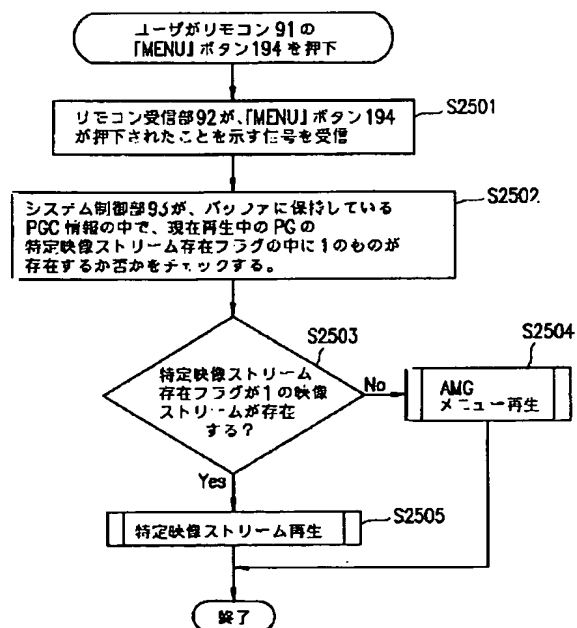 ユーザがリモコン91の
「MENU」ボタン194を押下
S2501
リモコン受信部92が、「MENU」ボタン194
が押下されたことを示す信号を受信
S2502
システム制御部93が、バッファに保持している
PGC情報の中で、現在再生中のPGの
特定映像ストリーム存在フラグの中に1のものが
存在するか否かをチェックする。
S2503
特定映像ストリーム
存在フラグが1の映像
ストリームが存在
する?
No
S2504
AMG
メニュー再生
Yes
S2505
特定映像ストリーム再生
終了